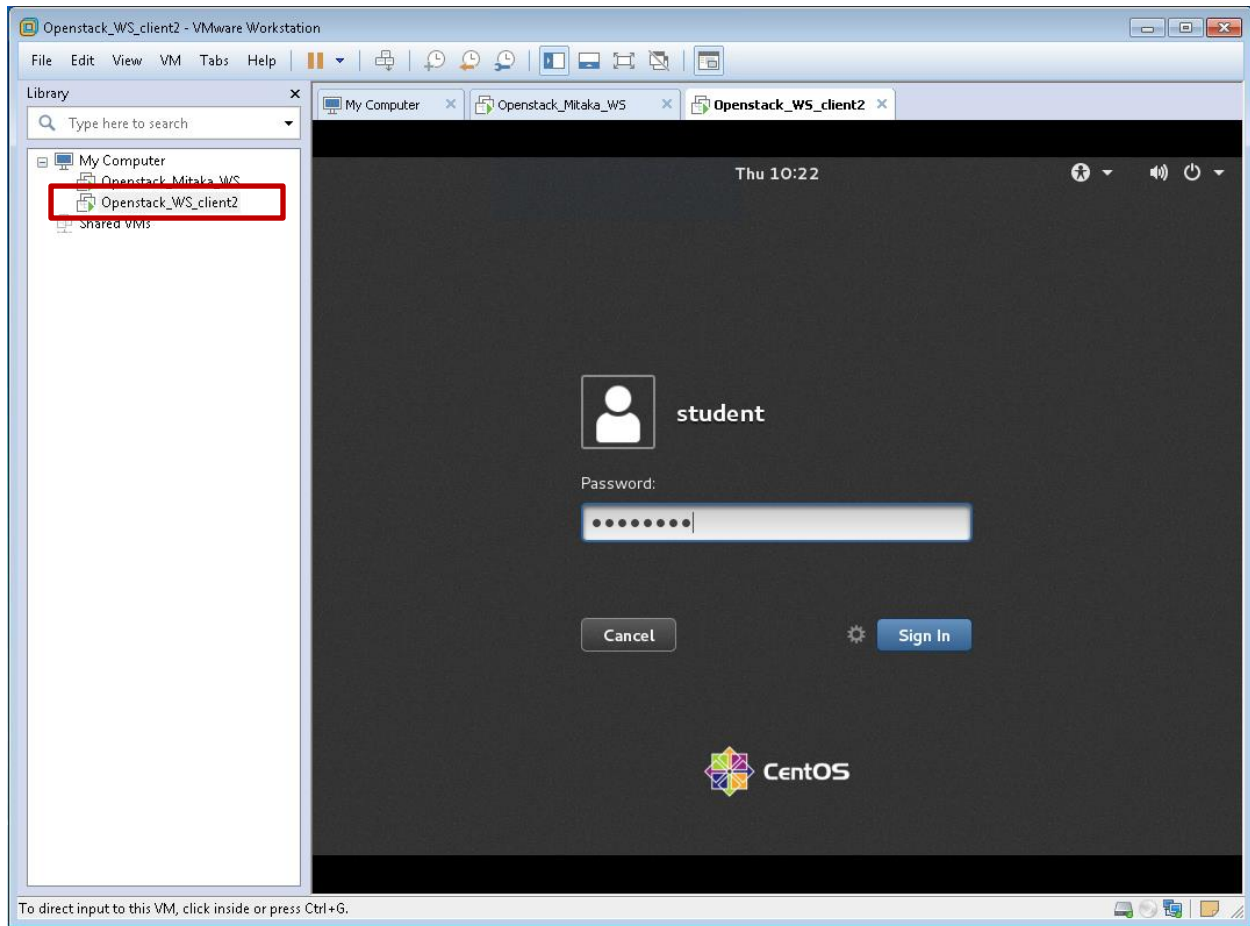 Openstack_WS_client2 - VMware Workstation
File Edit View VM Tabs Help
Library
Type here to search
My Computer
Openstack_Mitaka_WS
Openstack_WS_client2
Shared VMs
My Computer Openstack_Mitaka_WS Openstack_WS_client2
Thu 10:22
student
Password:
Cancel Sign In
CentOS
To direct input to this VM, click inside or press Ctrl+G.